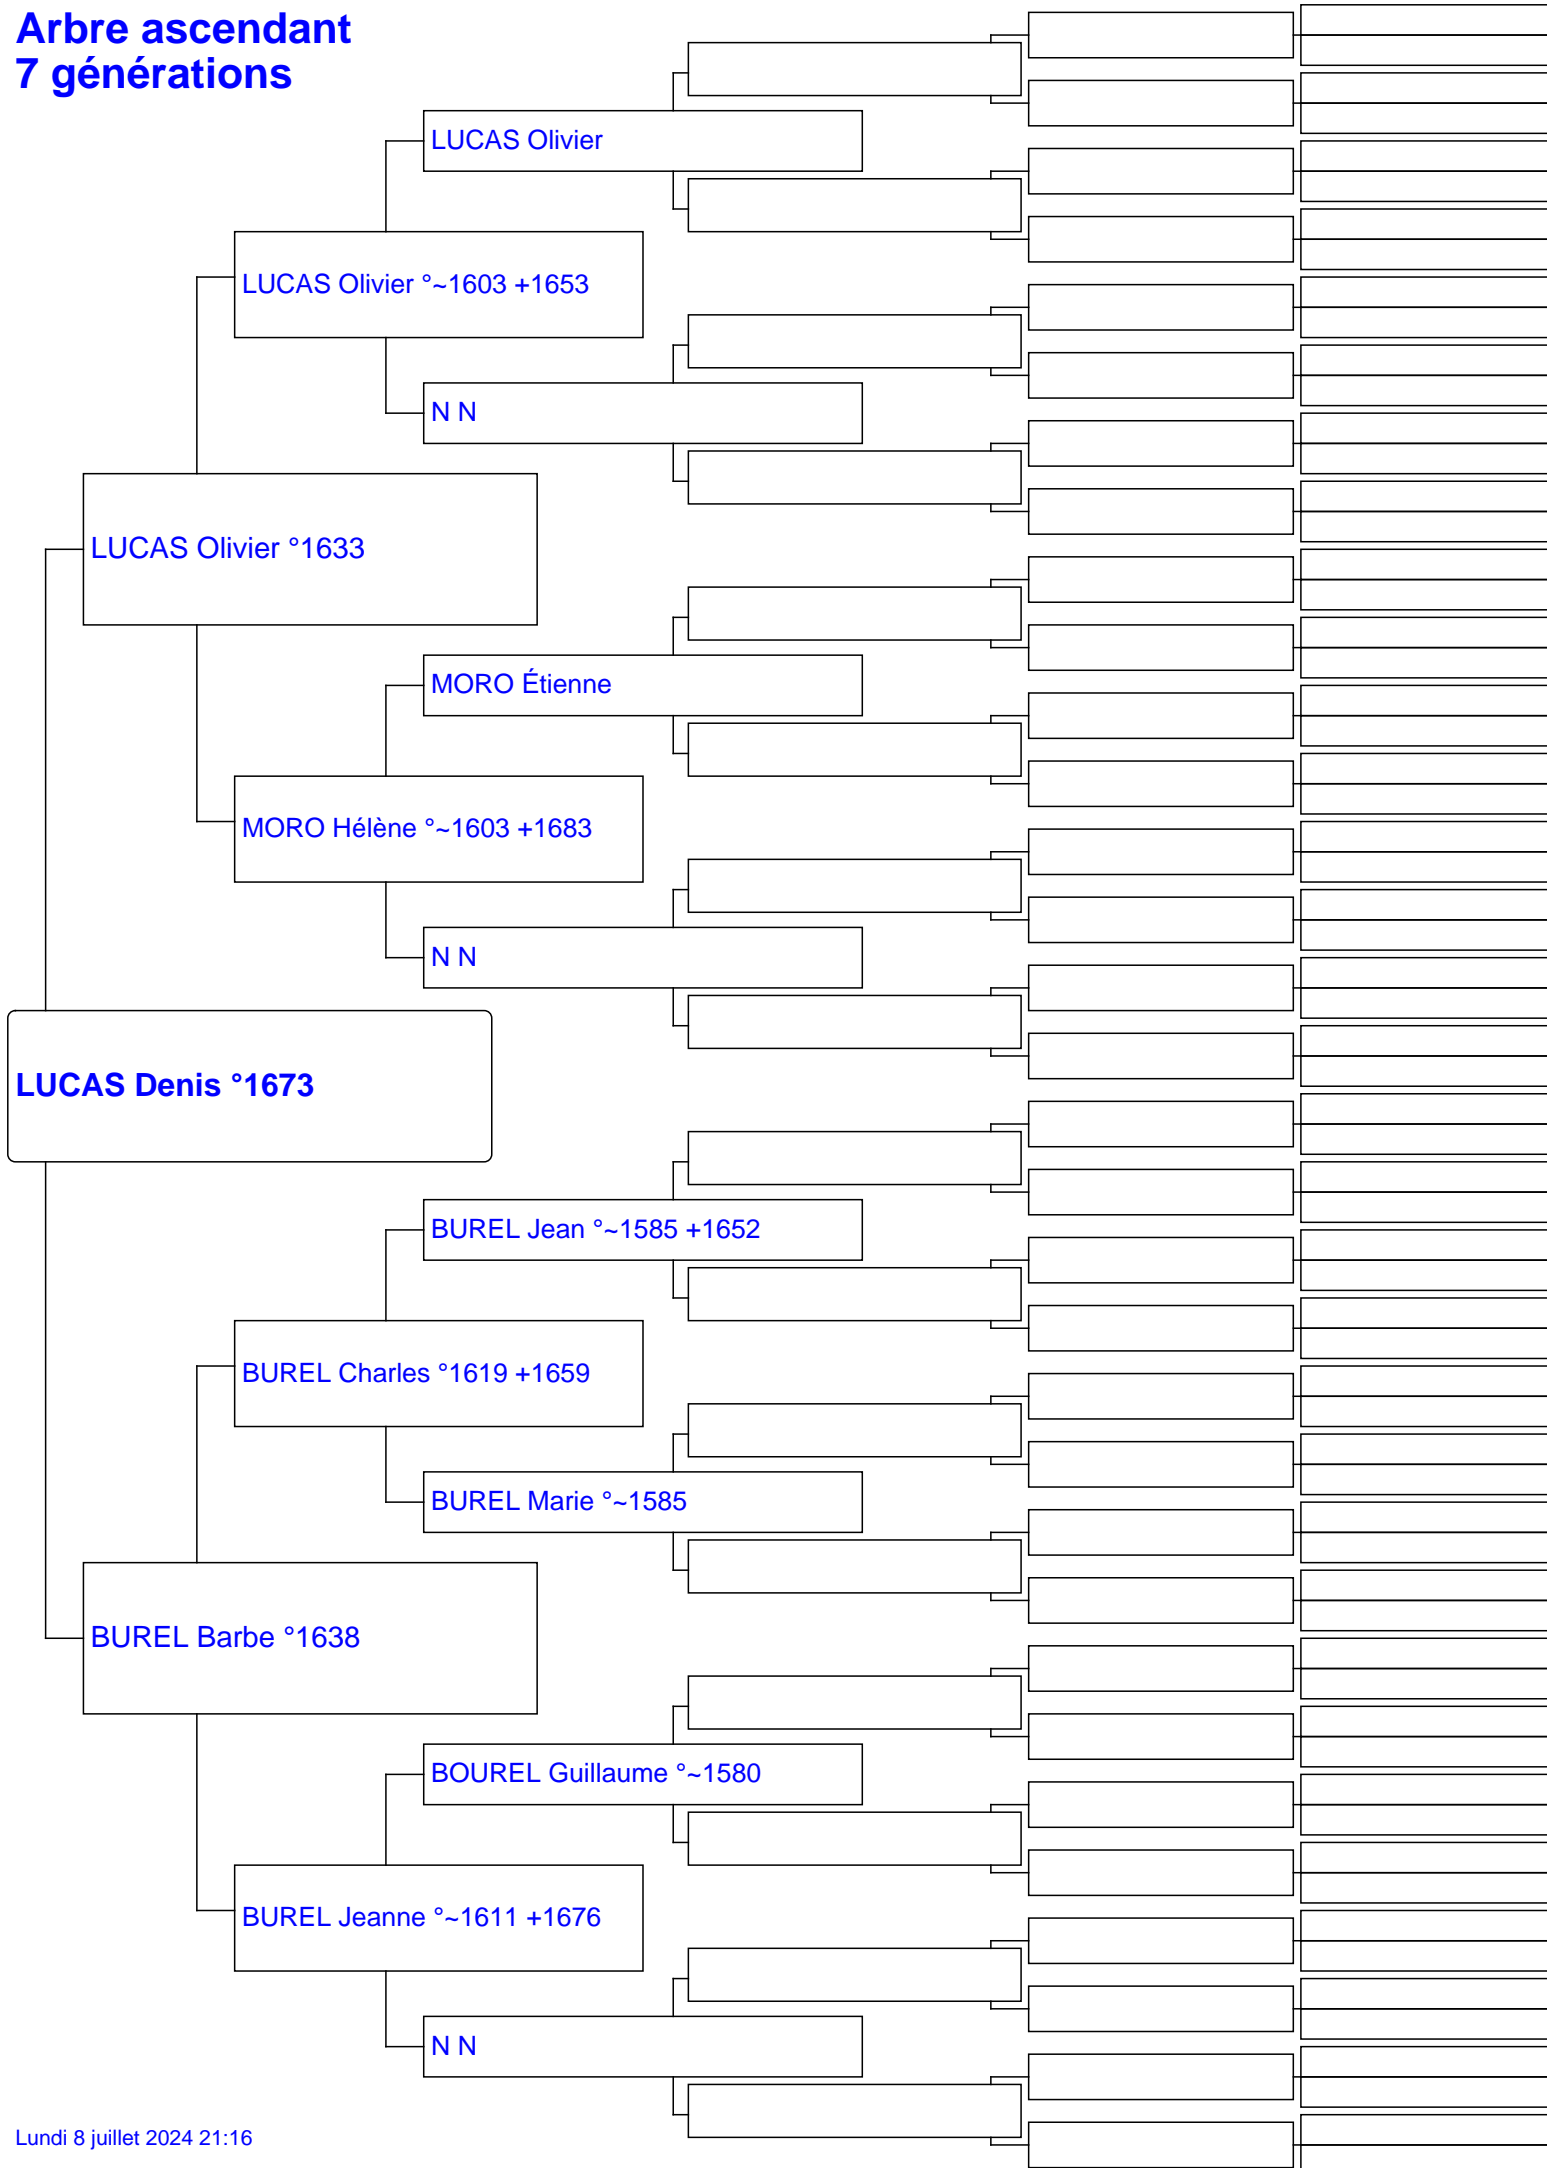 Arbre ascendant
7 générations
LUCAS Olivier
LUCAS Olivier °~1603 +1653
N N
LUCAS Olivier °1633
MORO Étienne
MORO Hélène °~1603 +1683
N N
LUCAS Denis °1673
BUREL Jean °~1585 +1652
BUREL Charles °1619 +1659
BUREL Marie °~1585
BUREL Barbe °1638
BOUREL Guillaume °~1580
BUREL Jeanne °~1611 +1676
N N
Lundi 8 juillet 2024 21:16